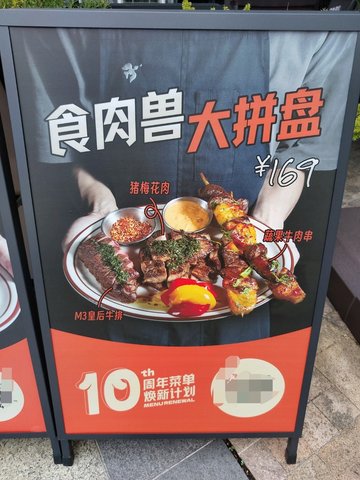 食肉兽大拼盘
¥169
猪梅花肉
蔬果牛肉串
M3皇后牛排
10th
周年菜单
焕新计划
MENU RENEWAL